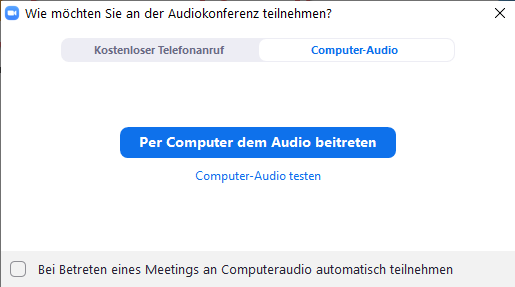 Wie möchten Sie an der Audiokonferenz teilnehmen?
Kostenloser Telefonanruf
Computer-Audio
Per Computer dem Audio beitreten
Computer-Audio testen
Bei Betreten eines Meetings an Computeraudio automatisch teilnehmen